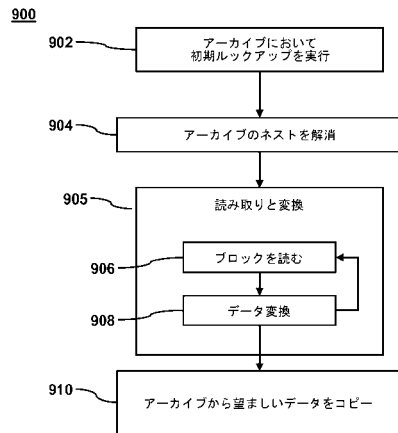 900
902
アーカイブにおいて
初期ルックアップを実行
904
アーカイブのネストを解消
905
読み取りと変換
906
ブロックを読む
908
データ変換
910
アーカイブから望ましいデータをコピー